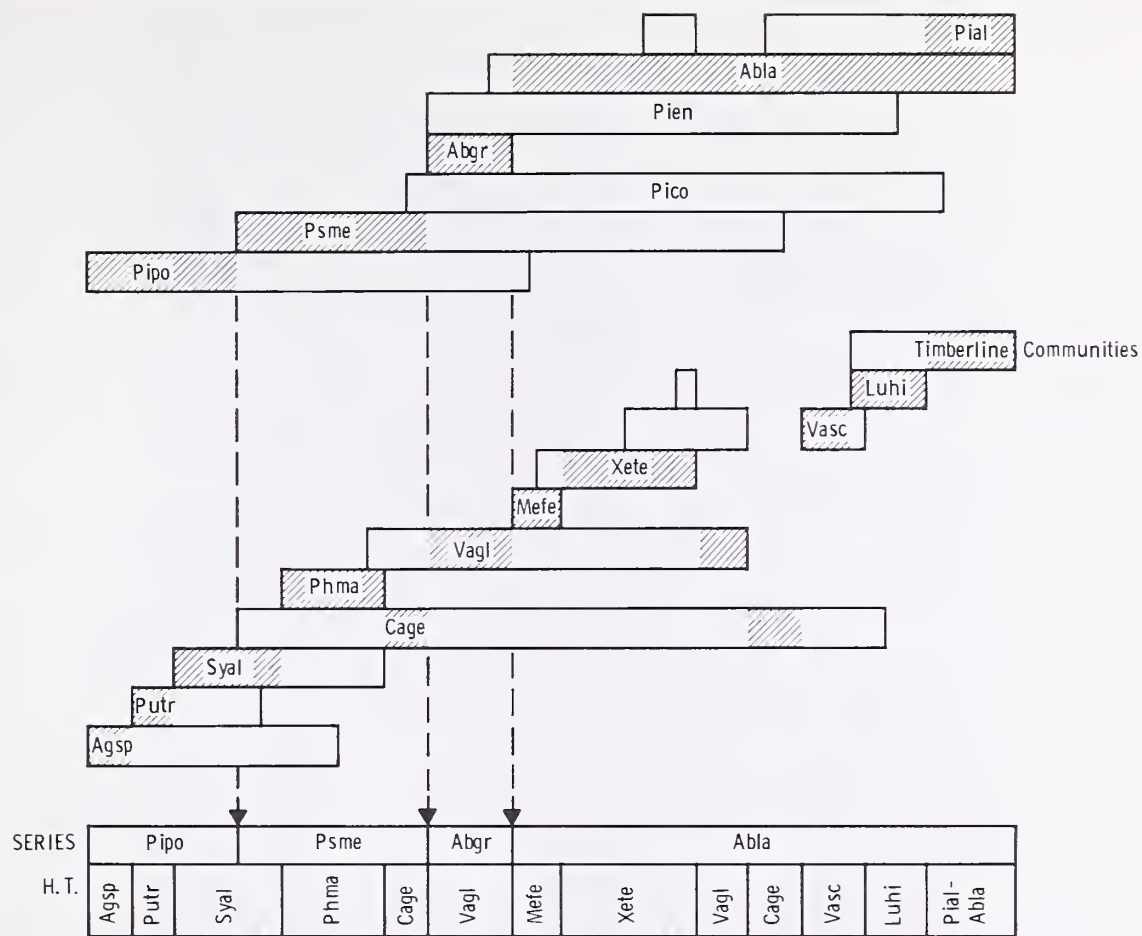 Pial
Abla
Pien
Abgr
Pico
Psme
Pipo
Timberline Communities
Luhi
Vasc
Xete
Mefe
Vagl
Phma
Cage
Syal
Putr
Agsp
SERIES Pipo Psme Abgr Abla
H.T. Agsp Putr Syal Phma Cage Vagl Mefe Xete Vagl Cage Vasc Luhi Pial-
Abla